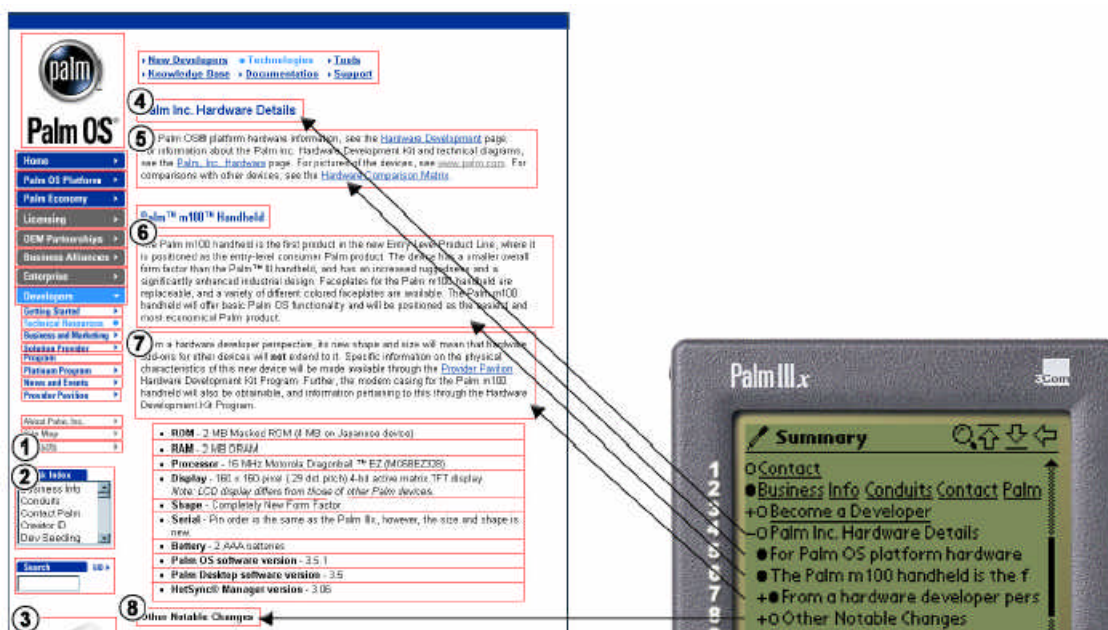 palm
Palm OS
New Developers Technologies Tools
Knowledge Base Documentation Support
4
Palm Inc. Hardware Details
5
Palm OS® platform hardware information, see the Hardware Development page.
For information about the Palm Inc. Hardware Development Kit and technical diagrams,
see the Palm, Inc. Hardware page. For pictures of the devices, see www.palm.com. For
comparisons with other devices, see the Hardware Comparison Matrix.
Home
Palm OS Platform
Palm Economy
Licensing
OEM Partnerships
Business Alliances
Enterprise
Developers
Getting Started
Technical Resources
Business and Marketing
Solution Provider
Program
Platinum Program
News and Events
Provider Pavilion
About Palm, Inc.
Site Map
1
2
Index
Business Info
Conduits
Contact Palm
Creator ID
Dev Seeding
Search GO
3
Palm™ m100™ Handheld
6
The Palm m100 handheld is the first product in the new Entry Level Product Line, where it
is positioned as the entry-level consumer Palm product. The device has a smaller overall
form factor than the Palm™ III handheld, and has an increased ruggedness and a
significantly enhanced industrial design. Faceplates for the Palm m100 handheld are
replaceable, and a variety of different colored faceplates are available. The Palm m100
handheld will offer basic Palm OS functionality and will be positioned as the easiest and
most economical Palm product.
7
From a hardware developer perspective, its new shape and size will mean that hardware
add-ons for other devices will not extend to it. Specific information on the physical
characteristics of this new device will be made available through the Provider Pavilion
Hardware Development Kit Program. Further, the modem casing for the Palm m100
handheld will also be obtainable, and information pertaining to this through the Hardware
Development Kit Program.
• ROM - 2 MB Masked ROM (4 MB on Japanese device)
• RAM - 2 MB DRAM
• Processor - 16 MHz Motorola Dragonball ™ EZ (M068EZ328)
• Display - 160 x 160 pixel (.29 dot pitch) 4-bit active matrix TFT display.
Note: LCD display differs from those of other Palm devices.
• Shape - Completely New Form Factor
• Serial - Pin order is the same as the Palm IIIx, however, the size and shape is
new.
• Battery - 2 AAA batteries
• Palm OS software version - 3.5.1
• Palm Desktop software version - 3.5
• HotSync® Manager version - 3.06
8
Other Notable Changes
Palm III x
3Com
Summary
1 Contact
2 Business Info Conduits Contact Palm
3 +Become a Developer
4 -Palm Inc. Hardware Details
5 For Palm OS platform hardware
6 The Palm m100 handheld is the f
7 +From a hardware developer pers
8 +Other Notable Changes